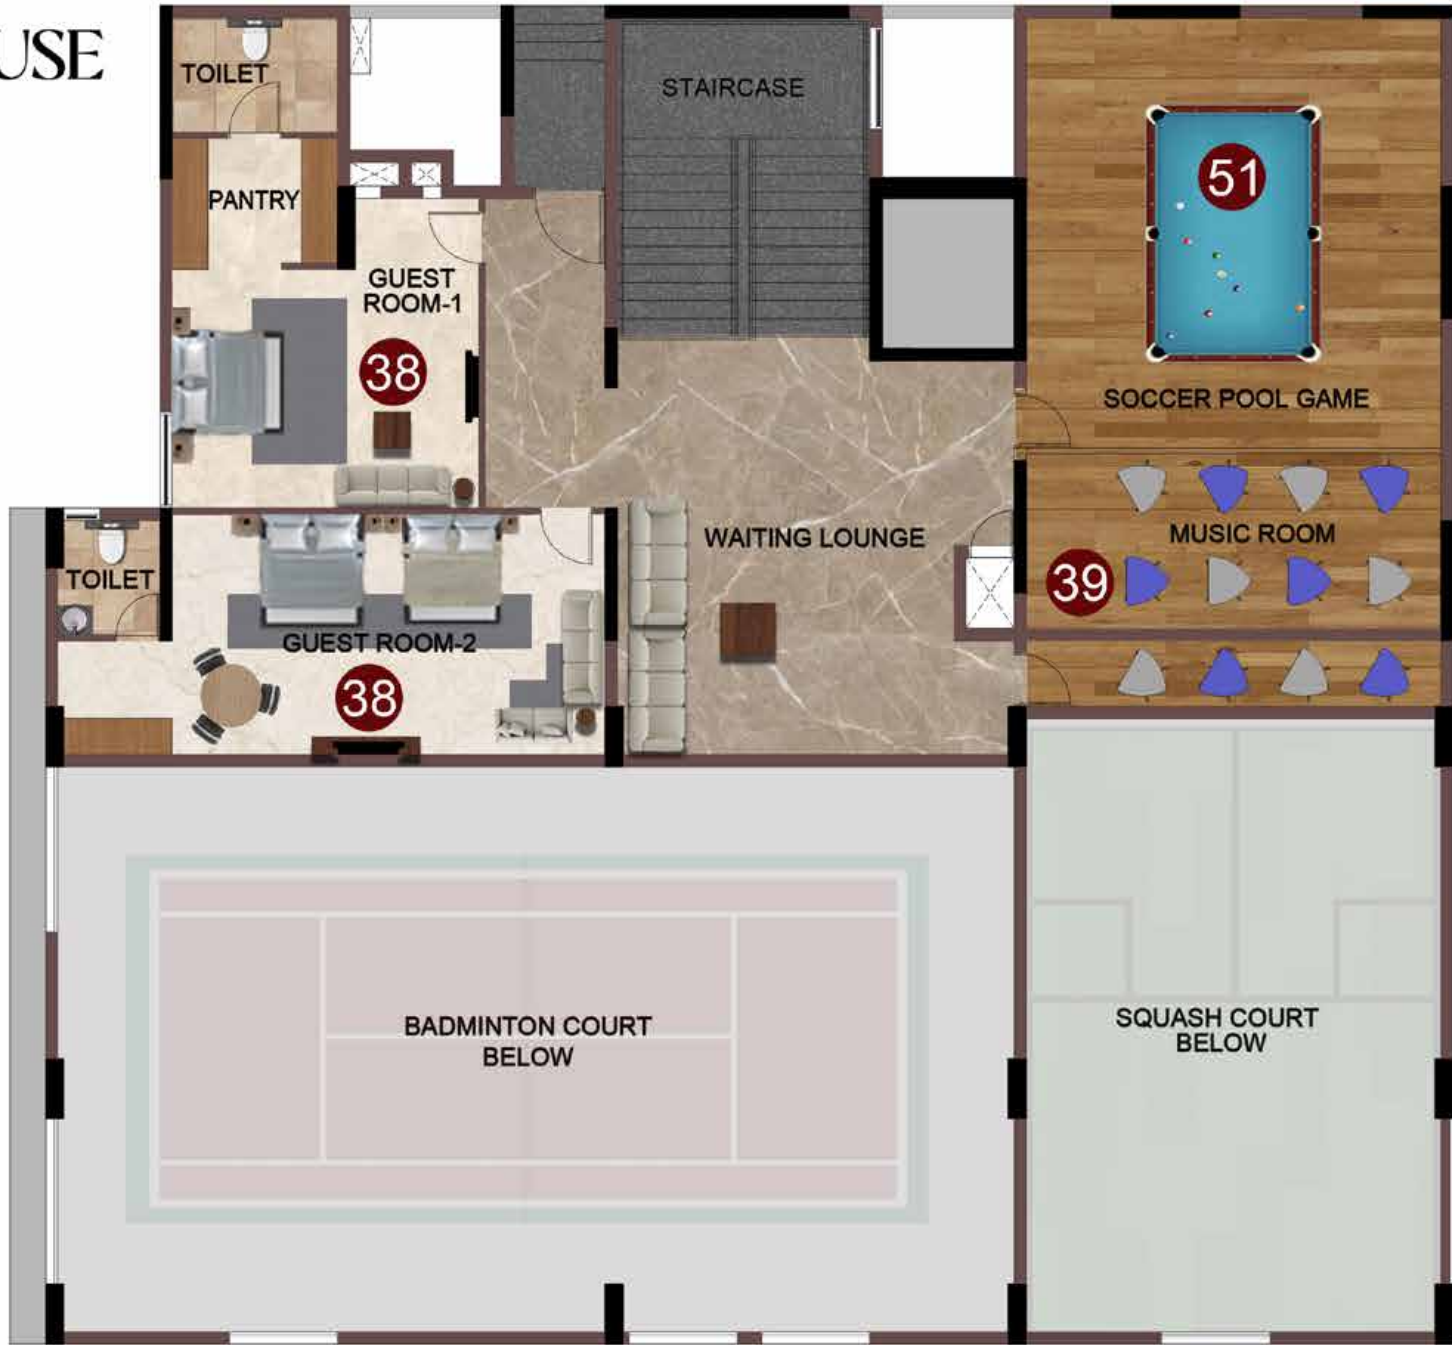 USE
TOILET
STAIRCASE
PANTRY
51
GUEST
ROOM-1
38
SOCCER POOL GAME
WAITING LOUNGE
MUSIC ROOM
39
TOILET
GUEST ROOM-2
38
BADMINTON COURT
BELOW
SQUASH COURT
BELOW